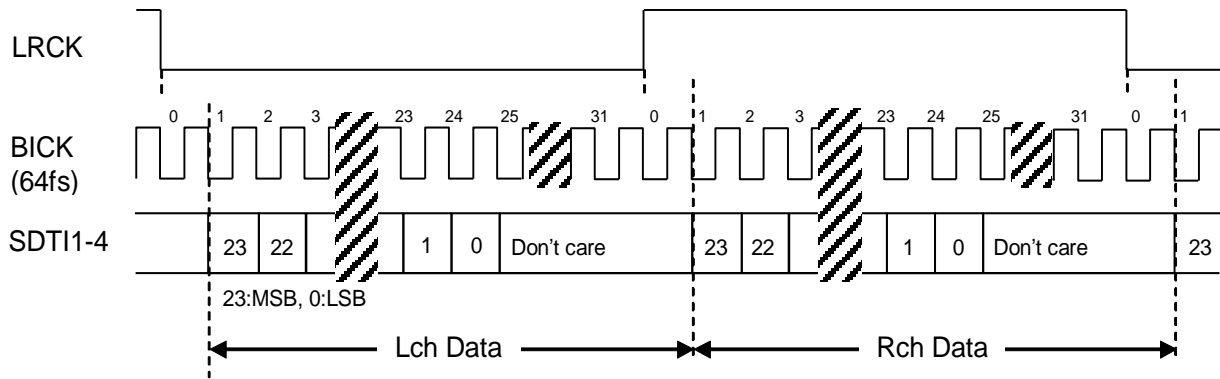 LRCK
0 1 2 3 23 24 25 31 0 1 2 3 23 24 25 31 0 1
BICK
(64fs)
SDTI1-4 23 22 1 0 Don't care 23 22 1 0 Don't care 23
23:MSB, 0:LSB
Lch Data Rch Data